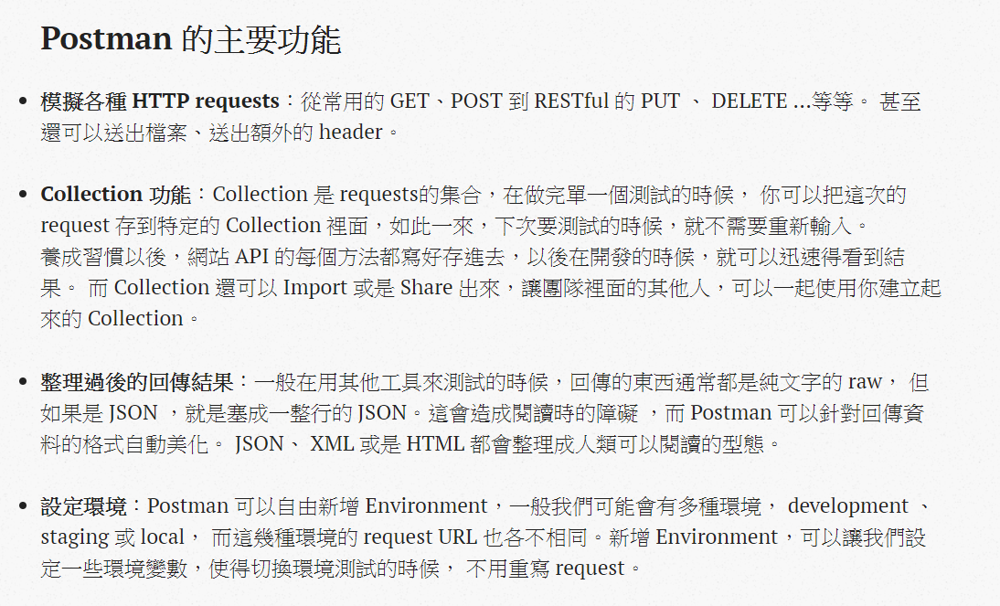 Postman 的主要功能
模擬各種 HTTP requests：從常用的 GET、POST 到 RESTful 的 PUT 、 DELETE …等等。 甚至
還可以送出檔案、送出額外的 header。
Collection 功能：Collection 是 requests的集合，在做完單一個測試的時候， 你可以把這次的
request 存到特定的 Collection 裡面，如此一來，下次要測試的時候，就不需要重新輸入。
養成習慣以後，網站 API 的每個方法都寫好存進去，以後在開發的時候，就可以迅速得看到結
果。 而 Collection 還可以 Import 或是 Share 出來，讓團隊裡面的其他人，可以一起使用你建立起
來的 Collection。
整理過後的回傳結果：一般在用其他工具來測試的時候，回傳的東西通常都是純文字的 raw， 但
如果是 JSON ，就是塞成一整行的 JSON。這會造成閱讀時的障礙 ，而 Postman 可以針對回傳資
料的格式自動美化。 JSON、 XML 或是 HTML 都會整理成人類可以閱讀的型態。
設定環境：Postman 可以自由新增 Environment，一般我們可能會有多種環境， development 、
staging 或 local， 而這幾種環境的 request URL 也各不相同。新增 Environment，可以讓我們設
定一些環境變數，使得切換環境測試的時候， 不用重寫 request。